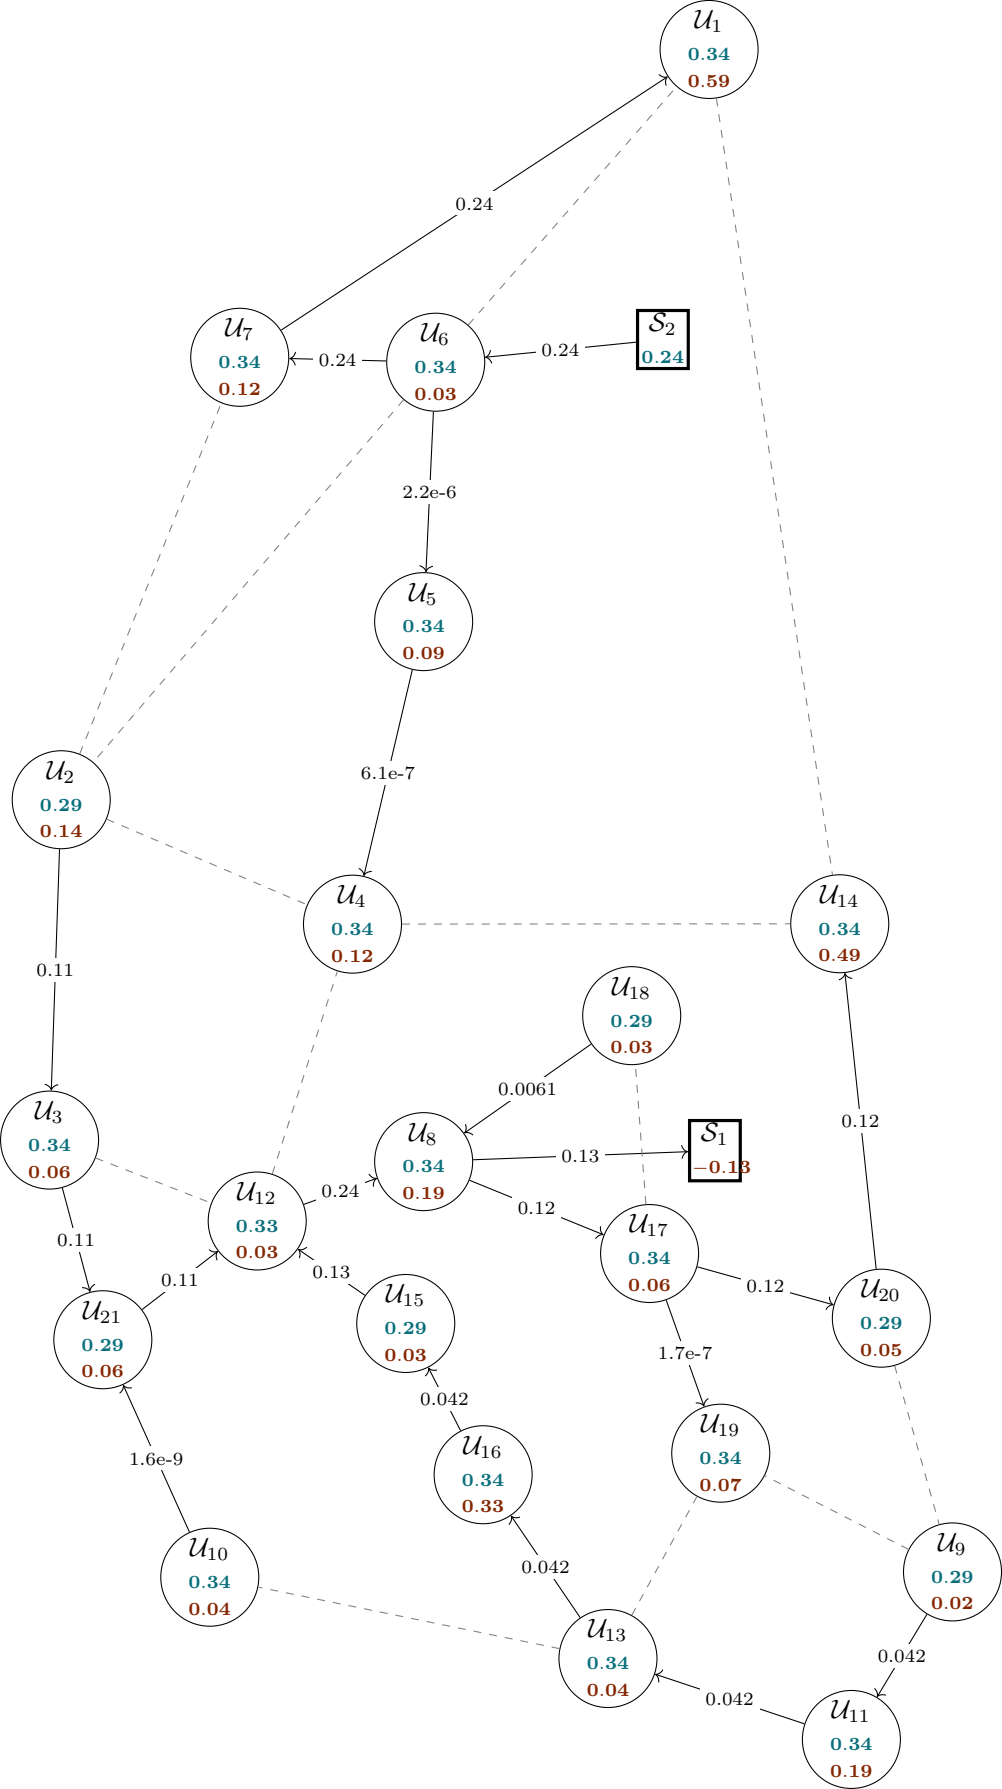 𝒰₁
0.34
0.59
0.24
𝒰₇
0.34
0.12
0.24
𝒰₆
0.34
0.03
0.24
𝒮₂
0.24
2.2e-6
𝒰₅
0.34
0.09
6.1e-7
𝒰₂
0.29
0.14
𝒰₄
0.34
0.12
𝒰₁₄
0.34
0.49
0.11
𝒰₁₈
0.29
0.03
0.0061
0.12
𝒰₃
0.34
0.06
𝒰₈
0.34
0.19
0.13
𝒮₁
−0.13
𝒰₁₂
0.33
0.03
0.24
0.12
𝒰₁₇
0.34
0.06
0.11
0.11
0.13
0.12
𝒰₂₁
0.29
0.06
𝒰₁₅
0.29
0.03
𝒰₂₀
0.29
0.05
1.7e-7
0.042
𝒰₁₉
0.34
0.07
1.6e-9
𝒰₁₆
0.34
0.33
𝒰₁₀
0.34
0.04
0.042
𝒰₉
0.29
0.02
𝒰₁₃
0.34
0.04
0.042
0.042
𝒰₁₁
0.34
0.19